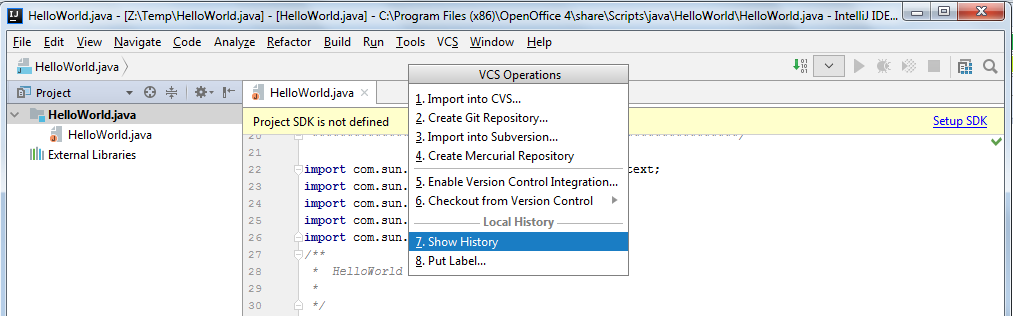 HelloWorld.java - [Z:\Temp\HelloWorld.java] - [HelloWorld.java] - C:\Program Files (x86)\OpenOffice 4\share\Scripts\java\HelloWorld\HelloWorld.java - IntelliJ IDE...
File Edit View Navigate Code Analyze Refactor Build Run Tools VCS Window Help
HelloWorld.java
Project
HelloWorld.java
HelloWorld.java
External Libraries
HelloWorld.java
Project SDK is not defined
Setup SDK
20 */
21
22 import com.sun. text;
23 import com.sun.
24 import com.sun.
25 import com.sun.
26 import com.sun.
27 /**
28 * HelloWorld
29 *
30 */
VCS Operations
1. Import into CVS...
2. Create Git Repository...
3. Import into Subversion...
4. Create Mercurial Repository
5. Enable Version Control Integration...
6. Checkout from Version Control
Local History
7. Show History
8. Put Label...